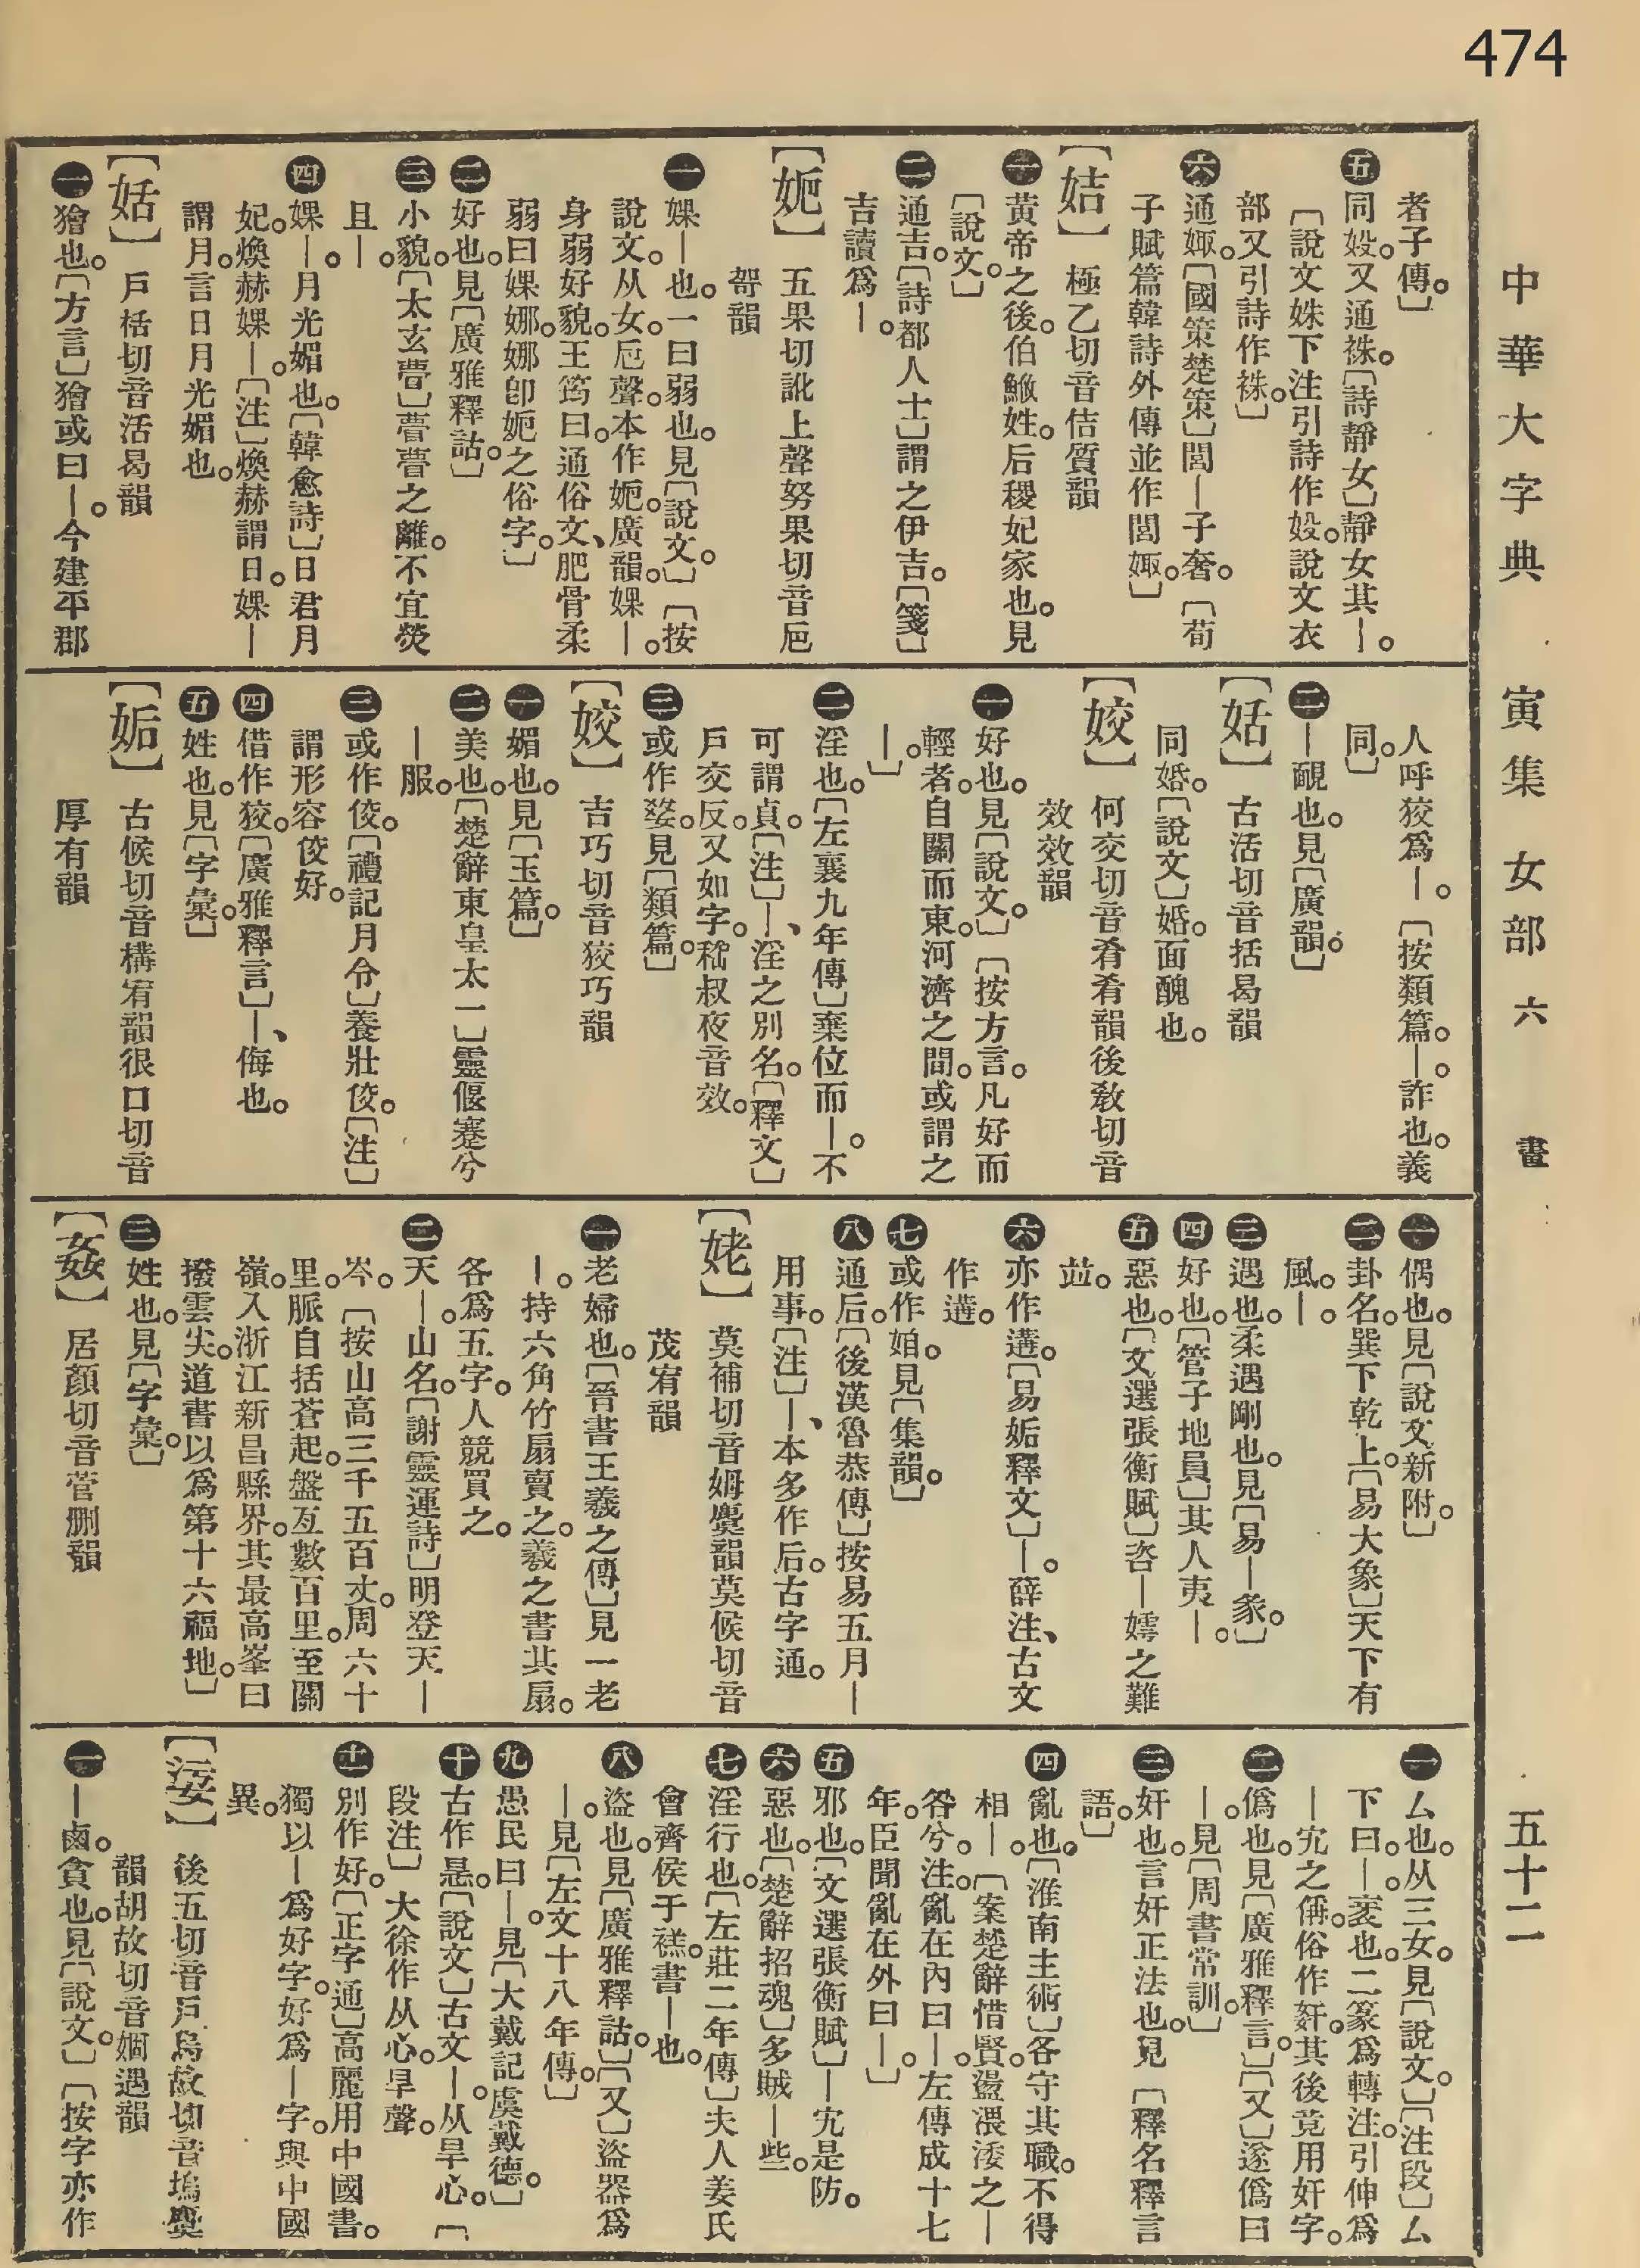 474
中華大字典 寅集 女部 六畫 五十二
者子傳〕
㊄同㚫。又通袾。〔詩靜女〕靜女其｜。
〔說文姝下注引詩作㚫。說文衣
部又引詩作袾。〕
㊅通娵。〔國策楚策〕閭｜子奢。〔荀
子賦篇韓詩外傳並作閭娵。〕
【姞】極乙切音佶質韻
㊀黃帝之後。伯鯈姓。后稷妃家也。見
〔說文。〕
㊁通吉。〔詩都人士〕謂之伊吉。〔箋〕
吉讀爲｜。
【妮】五果切訛上聲努果切音厄
哿韻
㊀婐｜也。一曰弱也。見〔說文。〕〔按
說文。从女。厄聲。本作妮。廣韻。婐｜。
身弱好貌。王筠曰。通俗文、肥骨柔
弱曰婐娜。娜卽妮之俗字。〕
㊁好也。見〔廣雅釋詁。〕
㊂小貌。〔太玄瞢〕瞢瞢之離。不宜熒
且｜。
㊃婐｜。月光媚也。〔韓愈詩〕日君月
妃。煥赫婐｜。〔注〕煥赫謂日。婐｜
謂月。言日月光媚也。
【姡】戶栝切音活曷韻
㊀獪也。〔方言〕獪或曰｜。今建平郡
人呼狡爲｜。〔按類篇。｜。詐也。義
同。〕
㊁｜靦也。見〔廣韻。〕
【姡】古活切音括曷韻
同婚。〔說文〕婚。面醜也。
【姣】何交切音肴肴韻後敎切音
效效韻
㊀好也。見〔說文。〕〔按方言。凡好而
輕者。自關而東。河濟之間。或謂之
｜。〕
㊁淫也。〔左襄九年傳〕棄位而｜。不
可謂貞。〔注〕｜、淫之別名。〔釋文〕
戶交反。又如字。嵇叔夜音效。
㊂或作㛍。見〔類篇。〕
【姣】吉巧切音狡巧韻
㊀媚也。見〔玉篇。〕
㊁美也。〔楚辭東皇太一〕靈偃蹇兮
｜服。
㊂或作佼。〔禮記月令〕養壯佼。〔注〕
謂形容佼好。
㊃借作狡。〔廣雅釋言〕｜、侮也。
㊄姓也。見〔字彙。〕
【姤】古候切音構宥韻很口切音
厚有韻
㊀偶也。見〔說文新附。〕
㊁卦名。巽下乾上。〔易大象〕天下有
風。｜。
㊂遇也。柔遇剛也。見〔易｜彖。〕
㊃好也。〔管子地員〕其人夷｜。
㊄惡也。〔文選張衡賦〕咨｜嫮之難
並。
㊅亦作遘。〔易姤釋文〕｜。薛注、古文
作遘。
㊆或作㛈。見〔集韻。〕
㊇通后。〔後漢魯恭傳〕按易五月｜
用事。〔注〕｜、本多作后。古字通。
【姥】莫補切音姆麌韻莫候切音
茂宥韻
㊀老婦也。〔晉書王羲之傳〕見一老
｜。持六角竹扇賣之。羲之書其扇。
各爲五字。人競買之。
㊁天｜。山名。〔謝靈運詩〕明登天｜
岑。〔按山高三千五百丈。周六十
里。脈自括蒼起。盤亙數百里。至關
嶺。入浙江新昌縣界。其最高峯曰
撥雲尖。道書以爲第十六福地。〕
㊂姓也。見〔字彙。〕
【姦】居顏切音菅刪韻
㊀厶也。从三女。見〔說文。〕〔注段〕厶
下曰。｜。衺也。二篆爲轉注。引伸爲
｜宄之稱。俗作姧。其後竟用奸字。
㊁僞也。見〔廣雅釋言。〕〔又〕遂僞曰
｜。見〔周書常訓。〕
㊂奸也。言奸正法也。見〔釋名釋言
語。〕
㊃亂也。〔淮南主術〕各守其職。不得
相｜。〔案楚辭惜賢。盪渨涹之｜
咎兮。注。亂在內曰｜。左傳成十七
年。臣聞亂在外曰｜。〕
㊄邪也。〔文選張衡賦〕｜宄是防。
㊅惡也。〔楚辭招魂〕多賊｜些。
㊆淫行也。〔左莊二年傳〕夫人姜氏
會齊侯于禚。書｜也。
㊇盜也。見〔廣雅釋詁。〕〔又〕盜器爲
｜。見〔左文十八年傳。〕
㊈愚民曰｜。見〔大戴記虞戴德。〕
㊉古作悬。〔說文〕古文｜。从旱心。〔
段注〕大徐作从心。旱聲。
㊉一別作好。〔正字通〕高麗用中國書。
獨以｜爲好字。好爲｜字。與中國
異。
【㛂】後五切音戶烏故切音塢麌
韻胡故切音婟遇韻
㊀｜鹵。貪也。見〔說文。〕〔按字亦作